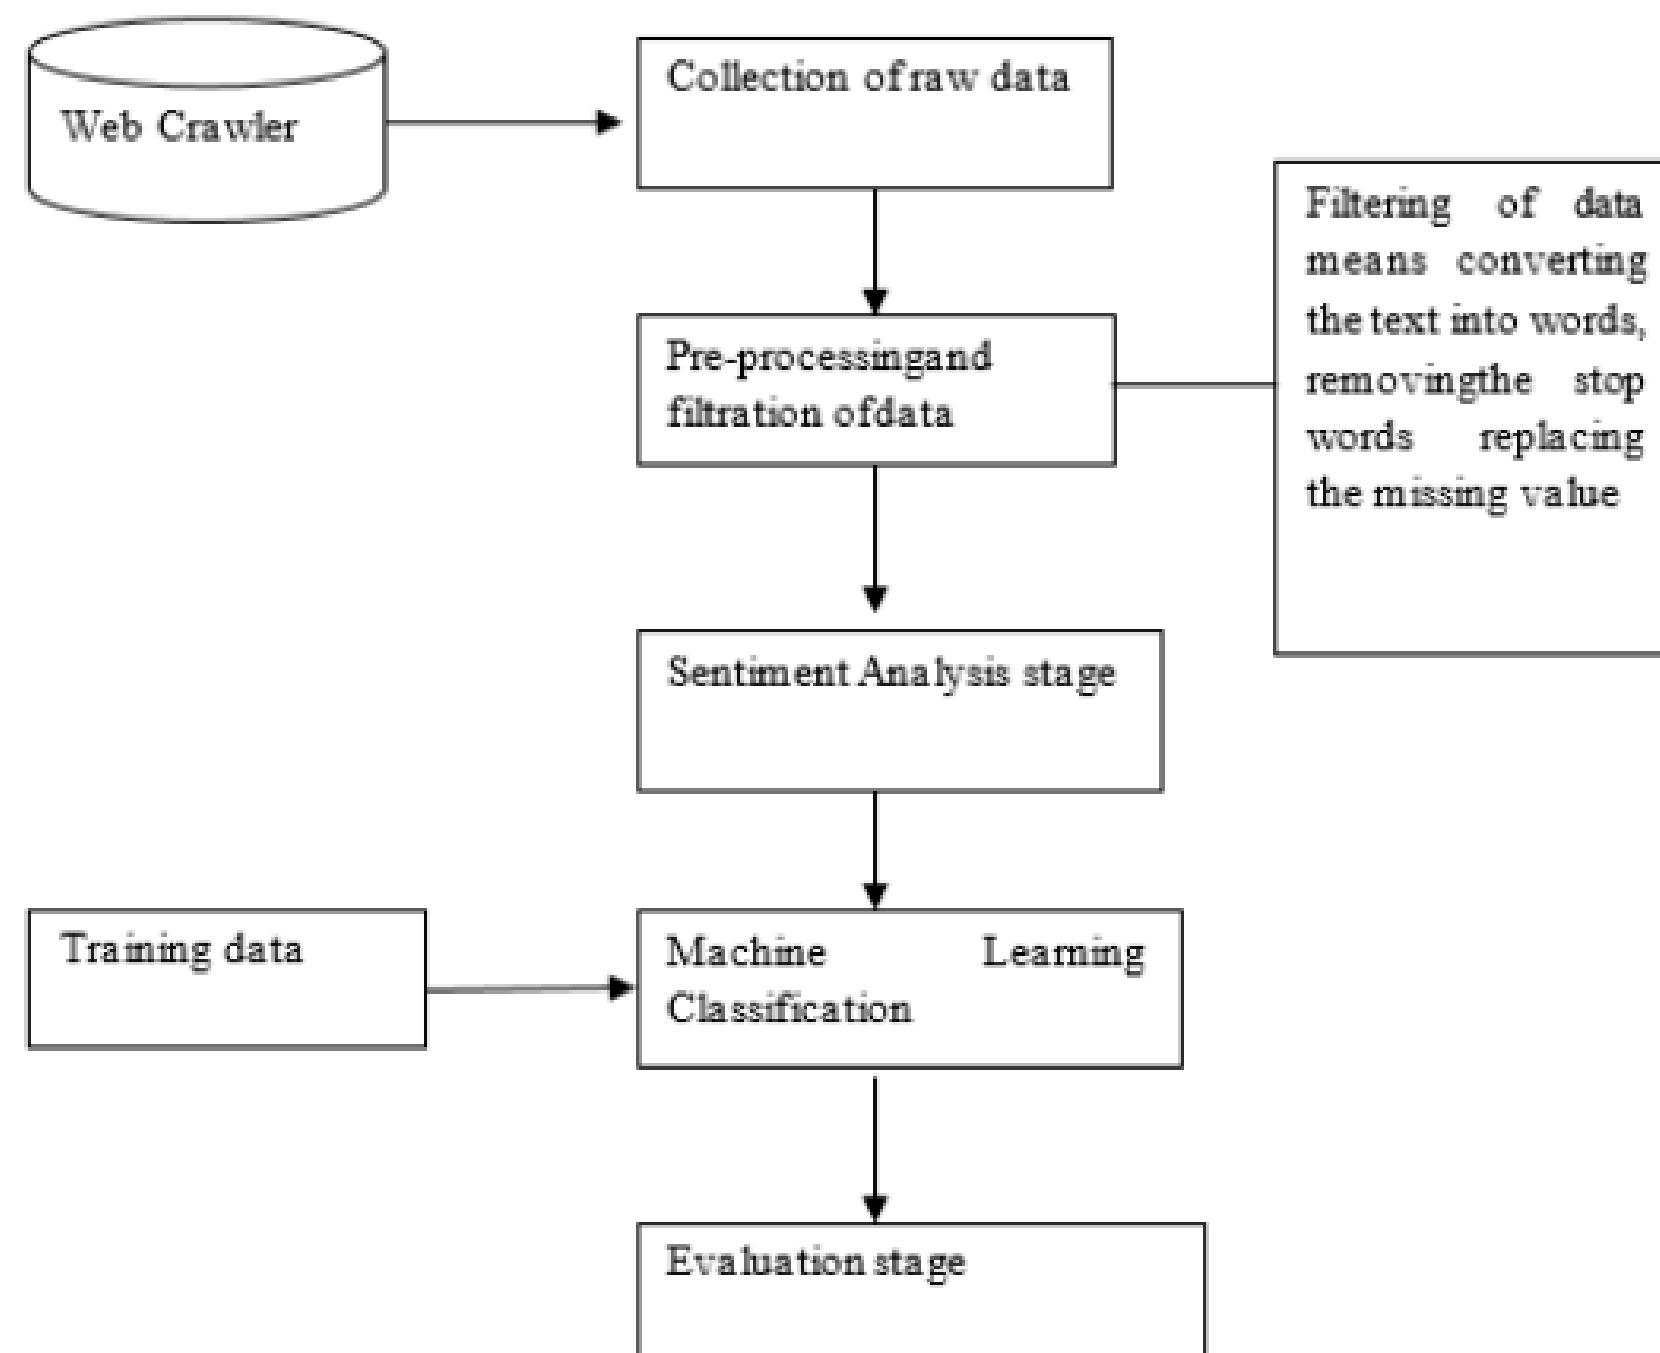 Web Crawler
Collection of raw data
Pre-processingand
filtration ofdata
Filtering of data
means converting
the text into words,
removingthe stop
words replacing
the missing value
Sentiment Analysis stage
Training data
Machine Learning
Classification
Evaluation stage